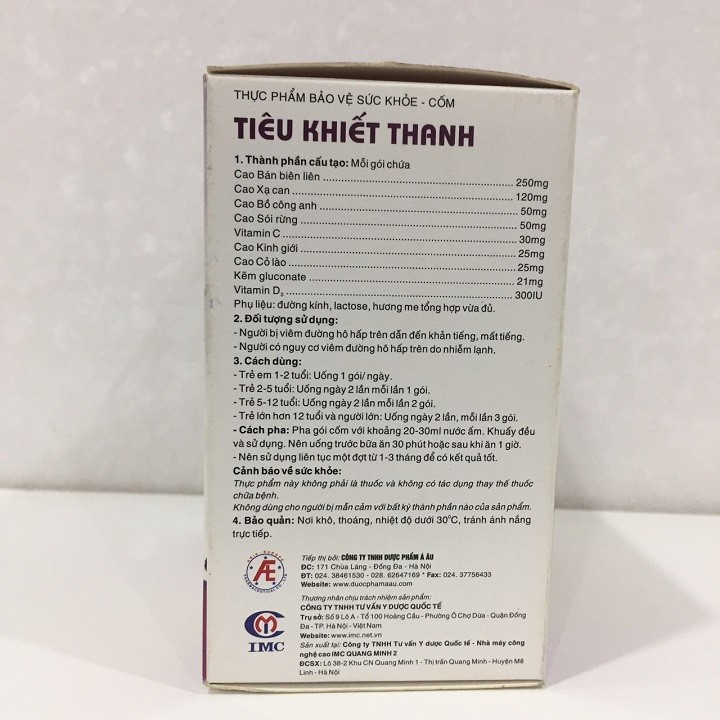 THỰC PHẨM BẢO VỆ SỨC KHỎE - CỐM
TIÊU KHIẾT THANH
1. Thành phần cấu tạo: Mỗi gói chứa
Cao Bán biên liên ........ 250mg
Cao Xạ can ........ 120mg
Cao Bồ công anh ........ 50mg
Cao Sói rừng ........ 50mg
Vitamin C ........ 30mg
Cao Kinh giới ........ 25mg
Cao Cỏ lào ........ 25mg
Kẽm gluconate ........ 21mg
Vitamin D₃ ........ 300IU
Phụ liệu: đường kính, lactose, hương me tổng hợp vừa đủ.
2. Đối tượng sử dụng:
- Người bị viêm đường hô hấp trên dẫn đến khản tiếng, mất tiếng.
- Người có nguy cơ viêm đường hô hấp trên do nhiễm lạnh.
3. Cách dùng:
- Trẻ em 1-2 tuổi: Uống 1 gói/ ngày.
- Trẻ 2-5 tuổi: Uống ngày 2 lần mỗi lần 1 gói.
- Trẻ 5-12 tuổi: Uống ngày 2 lần mỗi lần 2 gói.
- Trẻ lớn hơn 12 tuổi và người lớn: Uống ngày 2 lần, mỗi lần 3 gói.
- Cách pha: Pha gói cốm với khoảng 20-30ml nước ấm. Khuấy đều
và sử dụng. Nên uống trước bữa ăn 30 phút hoặc sau khi ăn 1 giờ.
- Nên sử dụng liên tục một đợt từ 1-3 tháng để có kết quả tốt.
Cảnh báo về sức khỏe:
Thực phẩm này không phải là thuốc và không có tác dụng thay thế thuốc
chữa bệnh.
Không dùng cho người bị mẫn cảm với bất kỳ thành phần nào của sản phẩm.
4. Bảo quản: Nơi khô, thoáng, nhiệt độ dưới 30°C, tránh ánh nắng
trực tiếp.
Tiếp thị bởi: CÔNG TY TNHH DƯỢC PHẨM Á ÂU
ĐC: 171 Chùa Láng - Đống Đa - Hà Nội
ĐT: 024. 38461530 - 028. 62647169 * Fax: 024. 37756433
Website: www.duocphamaau.com
Thương nhân chịu trách nhiệm sản phẩm:
CÔNG TY TNHH TƯ VẤN Y DƯỢC QUỐC TẾ
Trụ sở: Số 9 Lô A - Tổ 100 Hoàng Cầu - Phường Ô Chợ Dừa - Quận Đống
Đa - TP. Hà Nội - Việt Nam
Website: www.imc.net.vn
Sản xuất tại: Công ty TNHH Tư vấn Y dược Quốc tế - Nhà máy công
nghệ cao IMC QUANG MINH 2
ĐCSX: Lô 38-2 Khu CN Quang Minh 1 - Thị trấn Quang Minh - Huyện Mê
Linh - Hà Nội
Æ
IMC